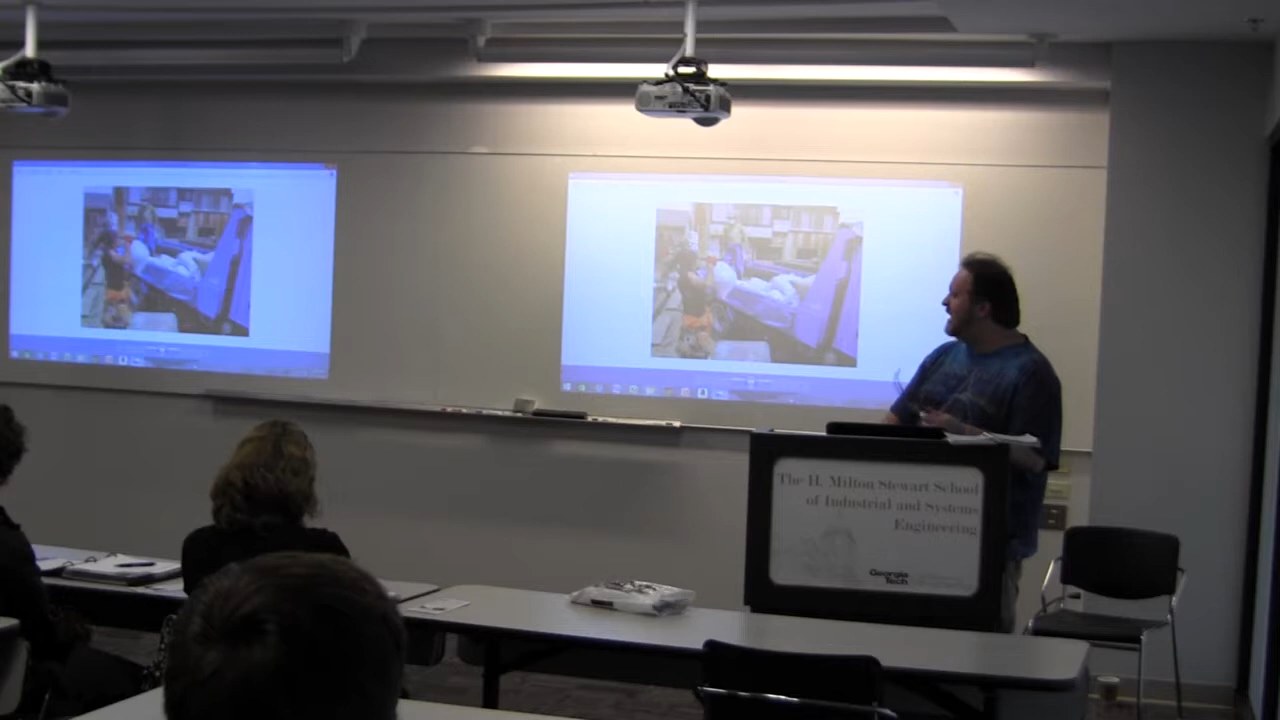 The H. Milton Stewart School
of Industrial and Systems
Engineering
Georgia
Tech